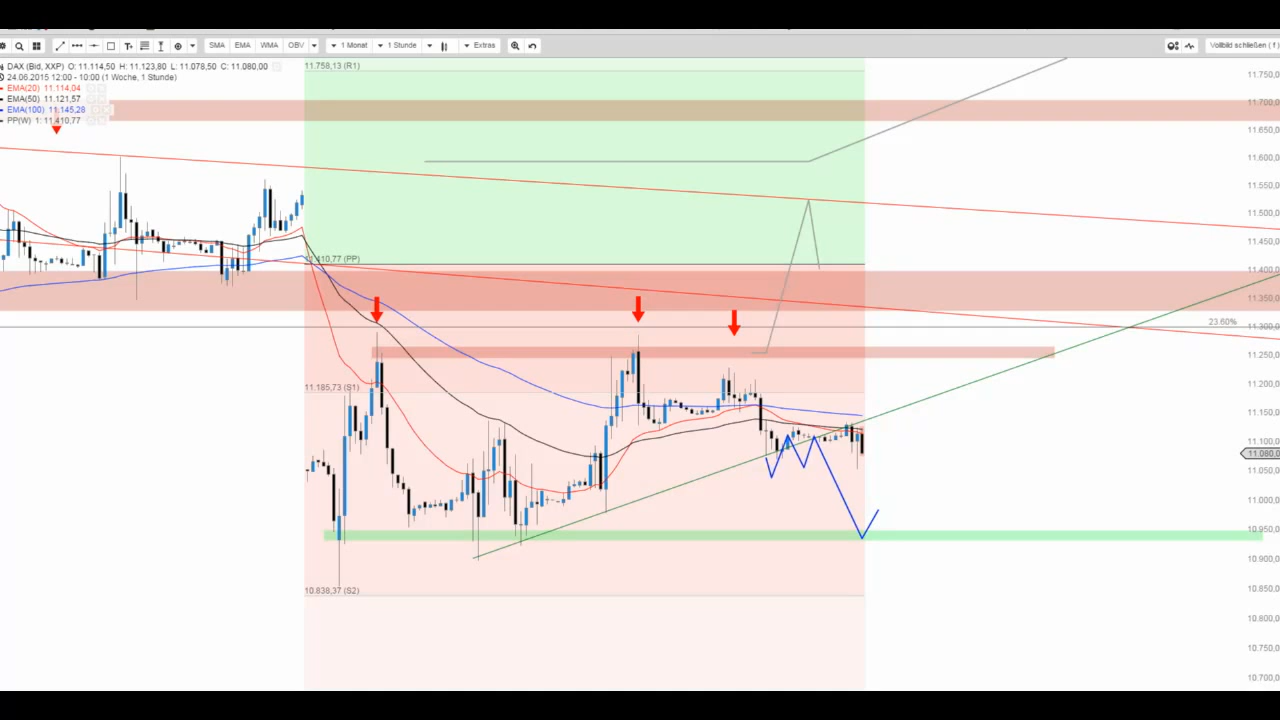 SMA EMA WMA OBV 1 Monat 1 Stunde Extras Vollbild schließen ( f )
DAX (Bid, XXP) O: 11.114,50 H: 11.123,80 L: 11.078,50 C: 11.080,00
24.06.2015 12:00 - 10:00 (1 Woche, 1 Stunde)
EMA(20) 11.114,04
EMA(50) 11.121,57
EMA(100) 11.145,28
PP(W) 1: 11.410,77
11.758,13 (R1)
11.410,77 (PP)
11.185,73 (S1)
10.838,37 (S2)
23.60%
11.750,0
11.700,0
11.650,0
11.600,0
11.550,0
11.500,0
11.450,0
11.400,0
11.350,0
11.300,0
11.250,0
11.200,0
11.150,0
11.100,0
11.080,0
11.050,0
11.000,0
10.950,0
10.900,0
10.850,0
10.800,0
10.750,0
10.700,0